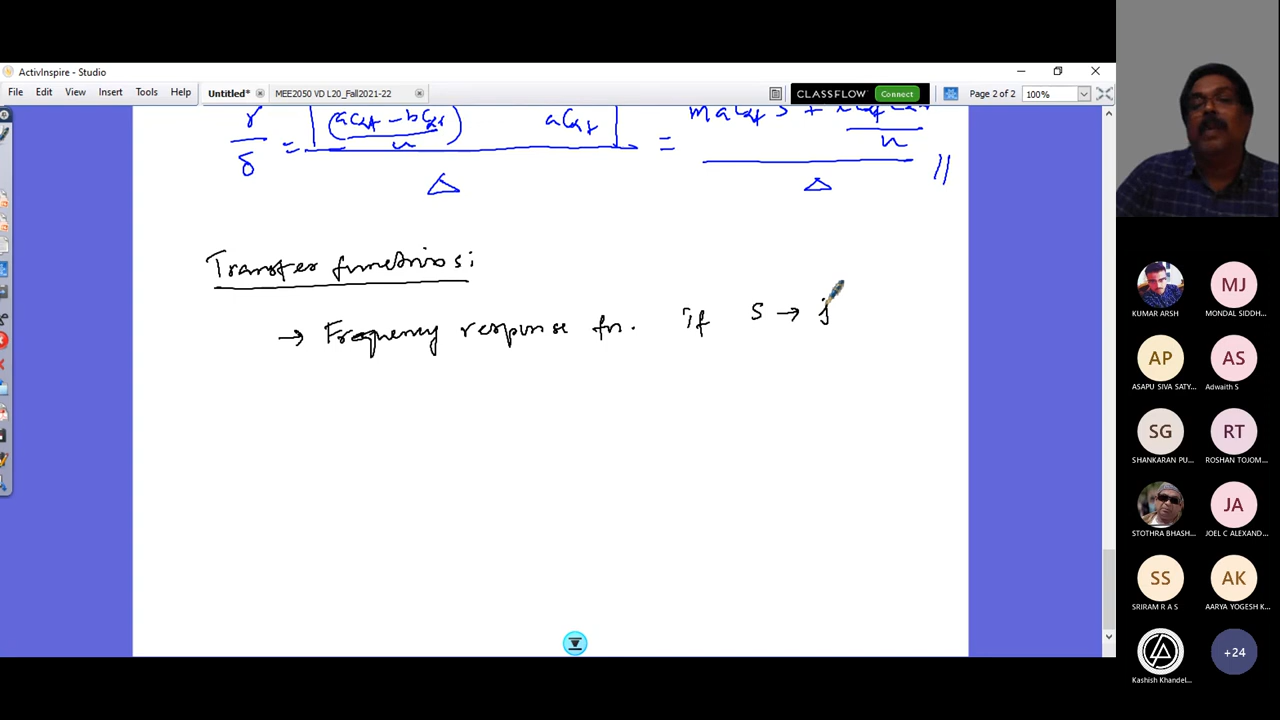 ActivInspire - Studio
File Edit View Insert Tools Help Untitled* MEE2050 VD L20_Fall2021-22 CLASSFLOW Connect Page 2 of 2 100%
Transfer functions:
→ Frequency response fn. if S → j
KUMAR ARSH
MJ
MONDAL SIDDH...
AP
ASAPU SIVA SATY...
AS
Adwaith S
SG
SHANKARAN PU...
RT
ROSHAN TOJOM...
STOTHRA BHASH...
JA
JOEL C ALEXAND...
SS
SRIRAM R A S
AK
AARYA YOGESH K...
Kashish Khandel...
+24